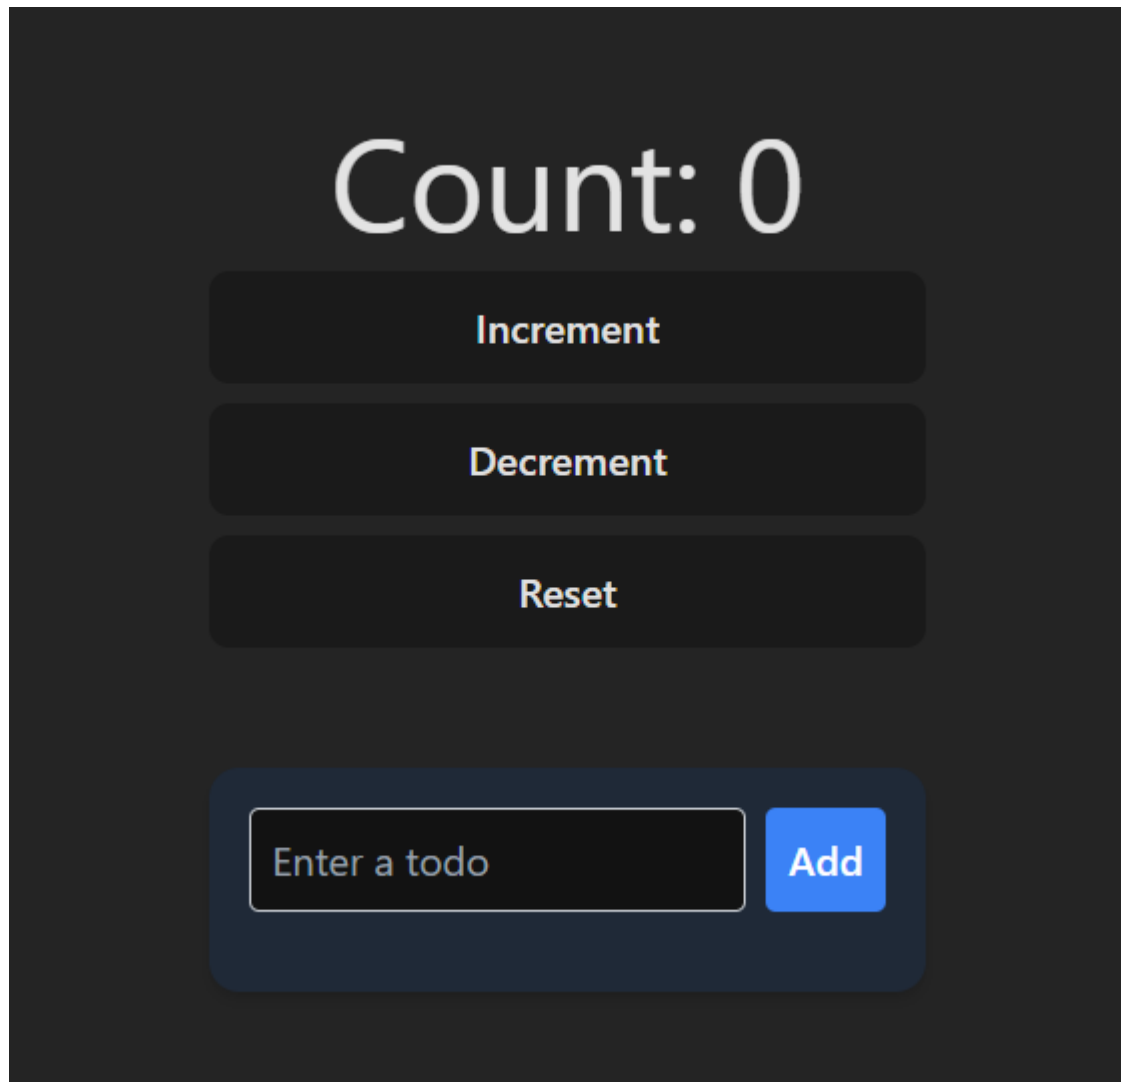 Count: 0
Increment
Decrement
Reset
Enter a todo
Add